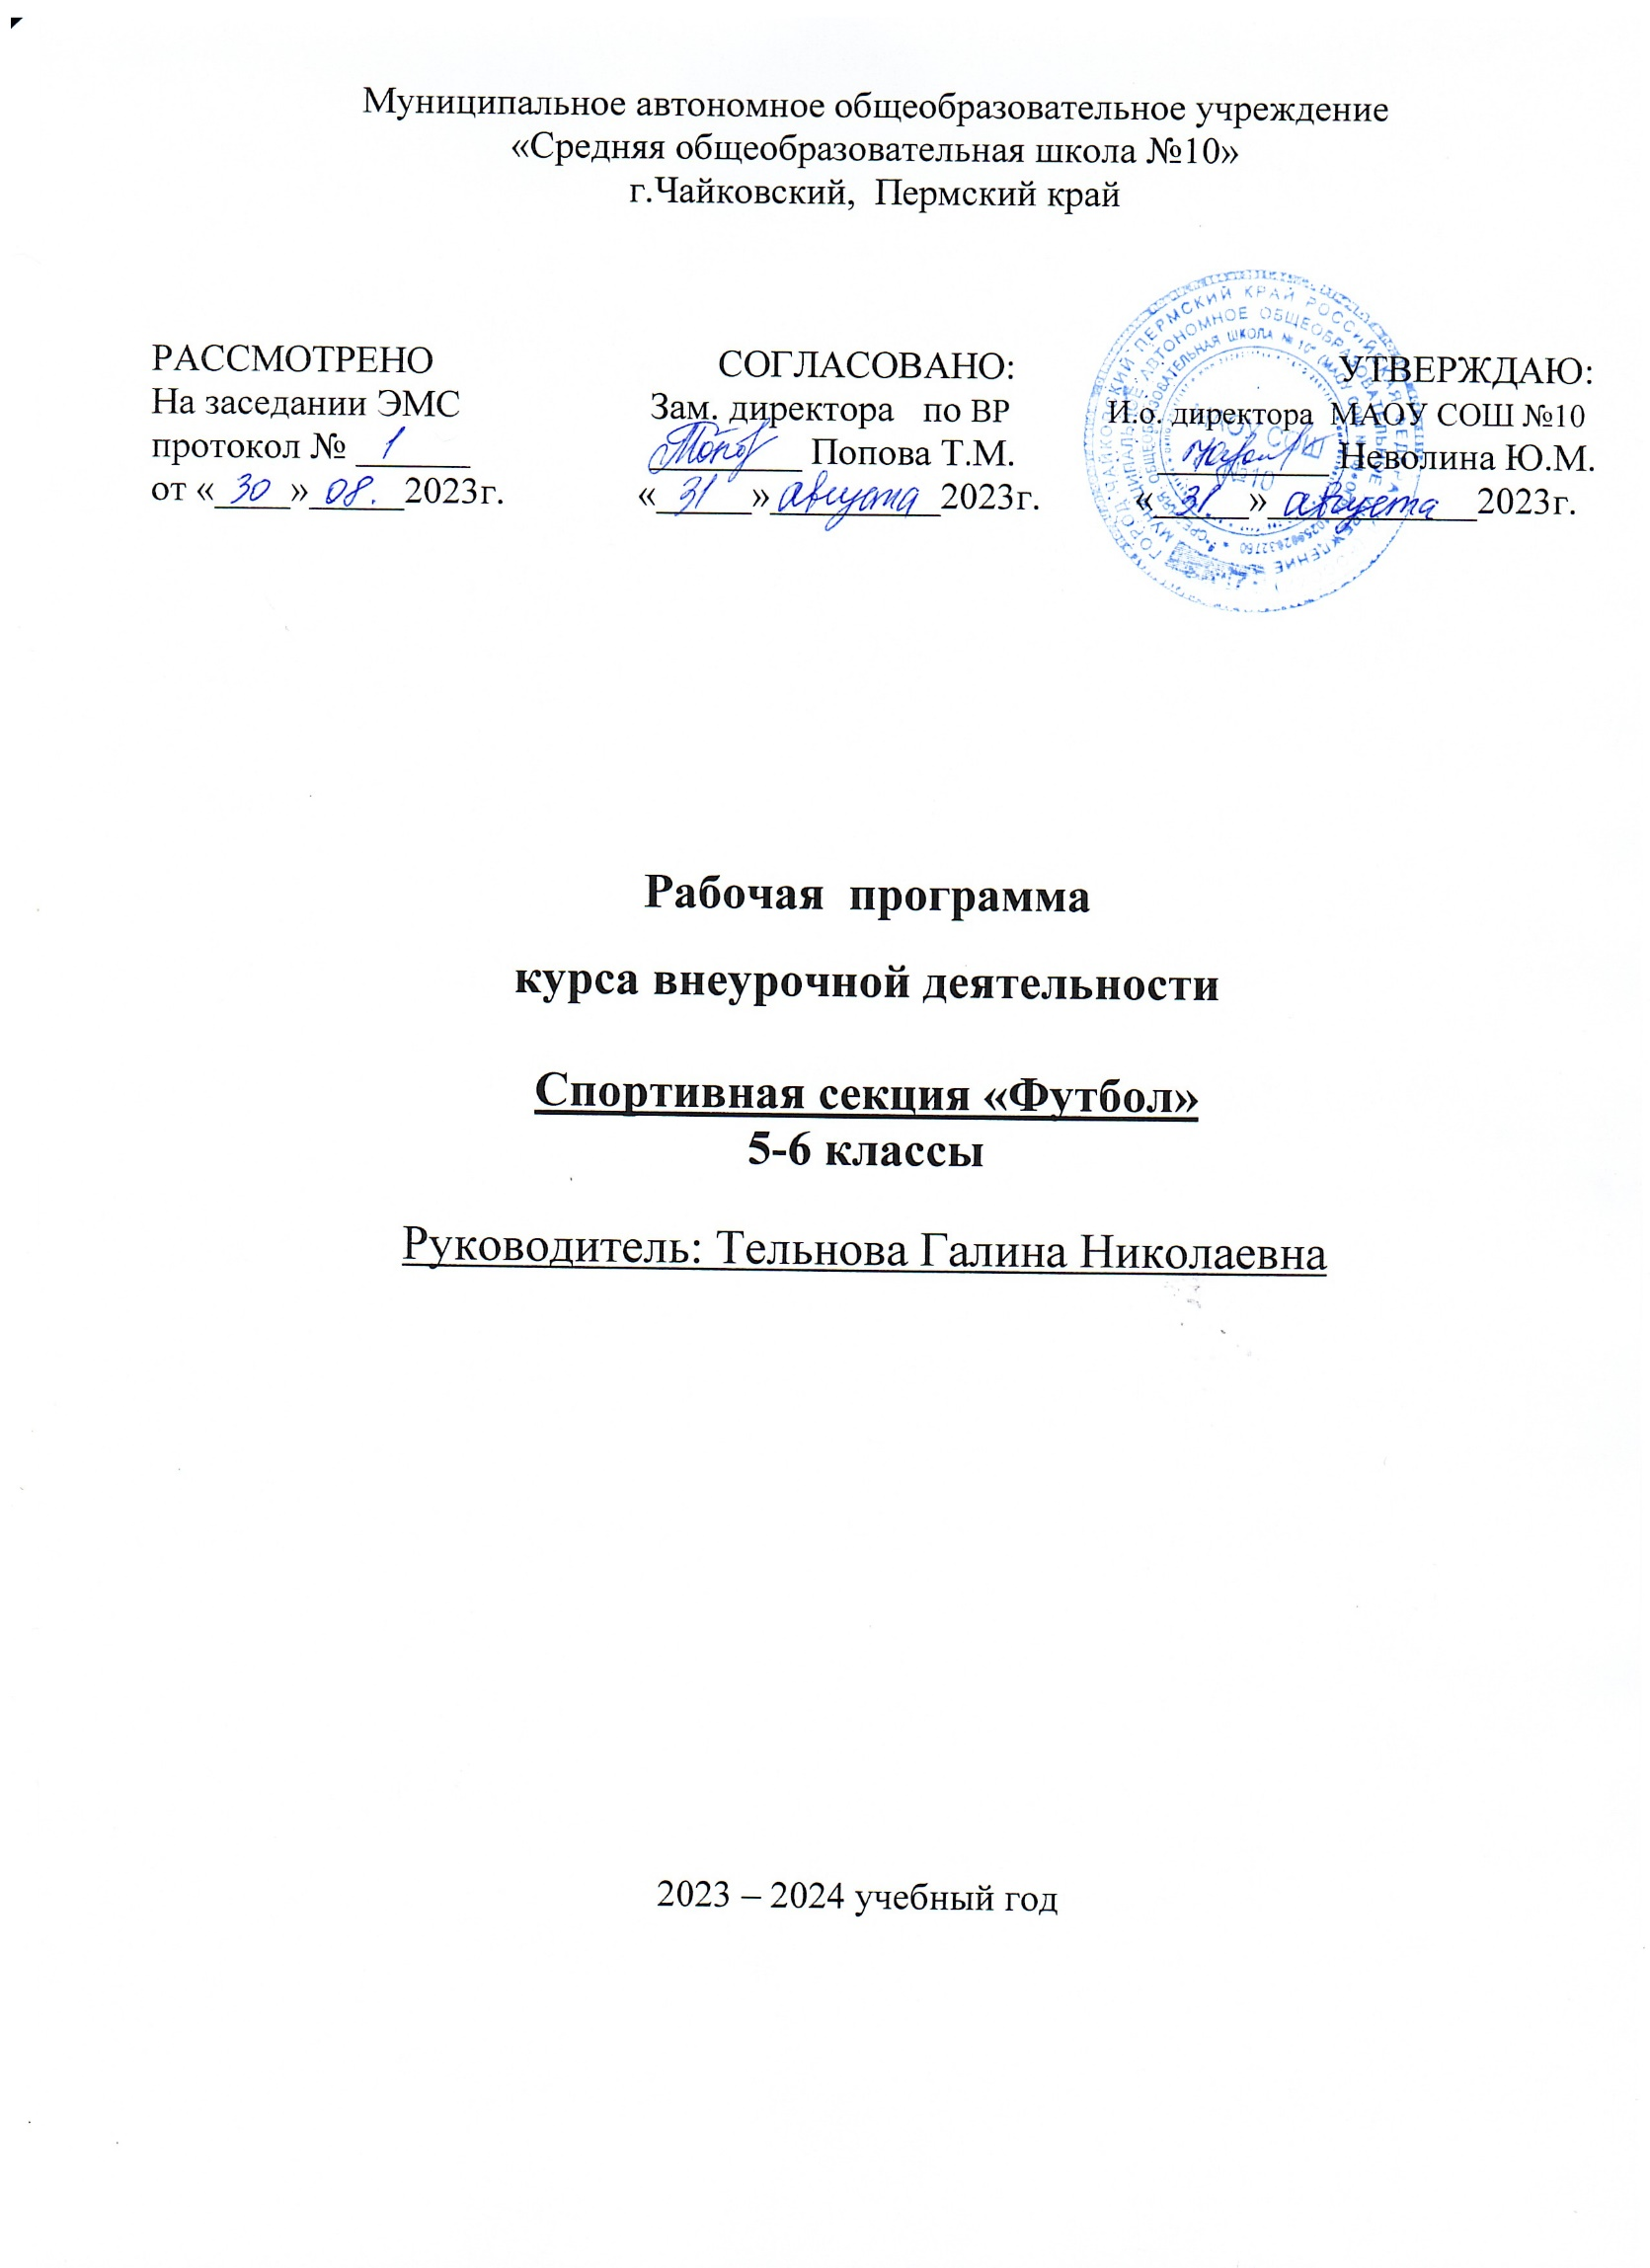 Муниципальное автономное общеобразовательное учреждение
«Средняя общеобразовательная школа №10»
г.Чайковский, Пермский край
РАССМОТРЕНО
На заседании ЭМС
протокол № 1
от «30» 08. 2023г.
СОГЛАСОВАНО:
Зам. директора по ВР
Попова Т.М.
«31» августа 2023г.
УТВЕРЖДАЮ:
И.о. директора МАОУ СОШ №10
Неволина Ю.М.
«31» августа 2023г.
Рабочая программа
курса внеурочной деятельности
Спортивная секция «Футбол»
5-6 классы
Руководитель: Тельнова Галина Николаевна
2023 – 2024 учебный год